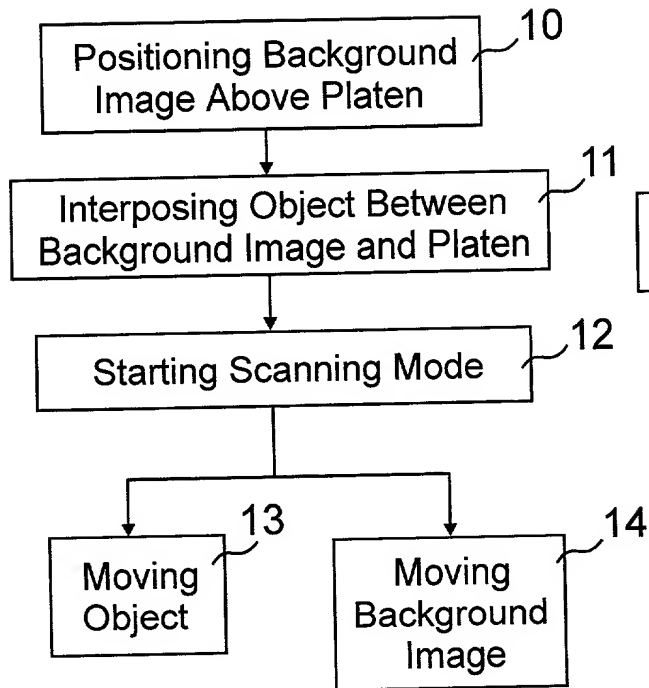 10
Positioning Background
Image Above Platen
11
Interposing Object Between
Background Image and Platen
12
Starting Scanning Mode
13
Moving
Object
14
Moving
Background
Image